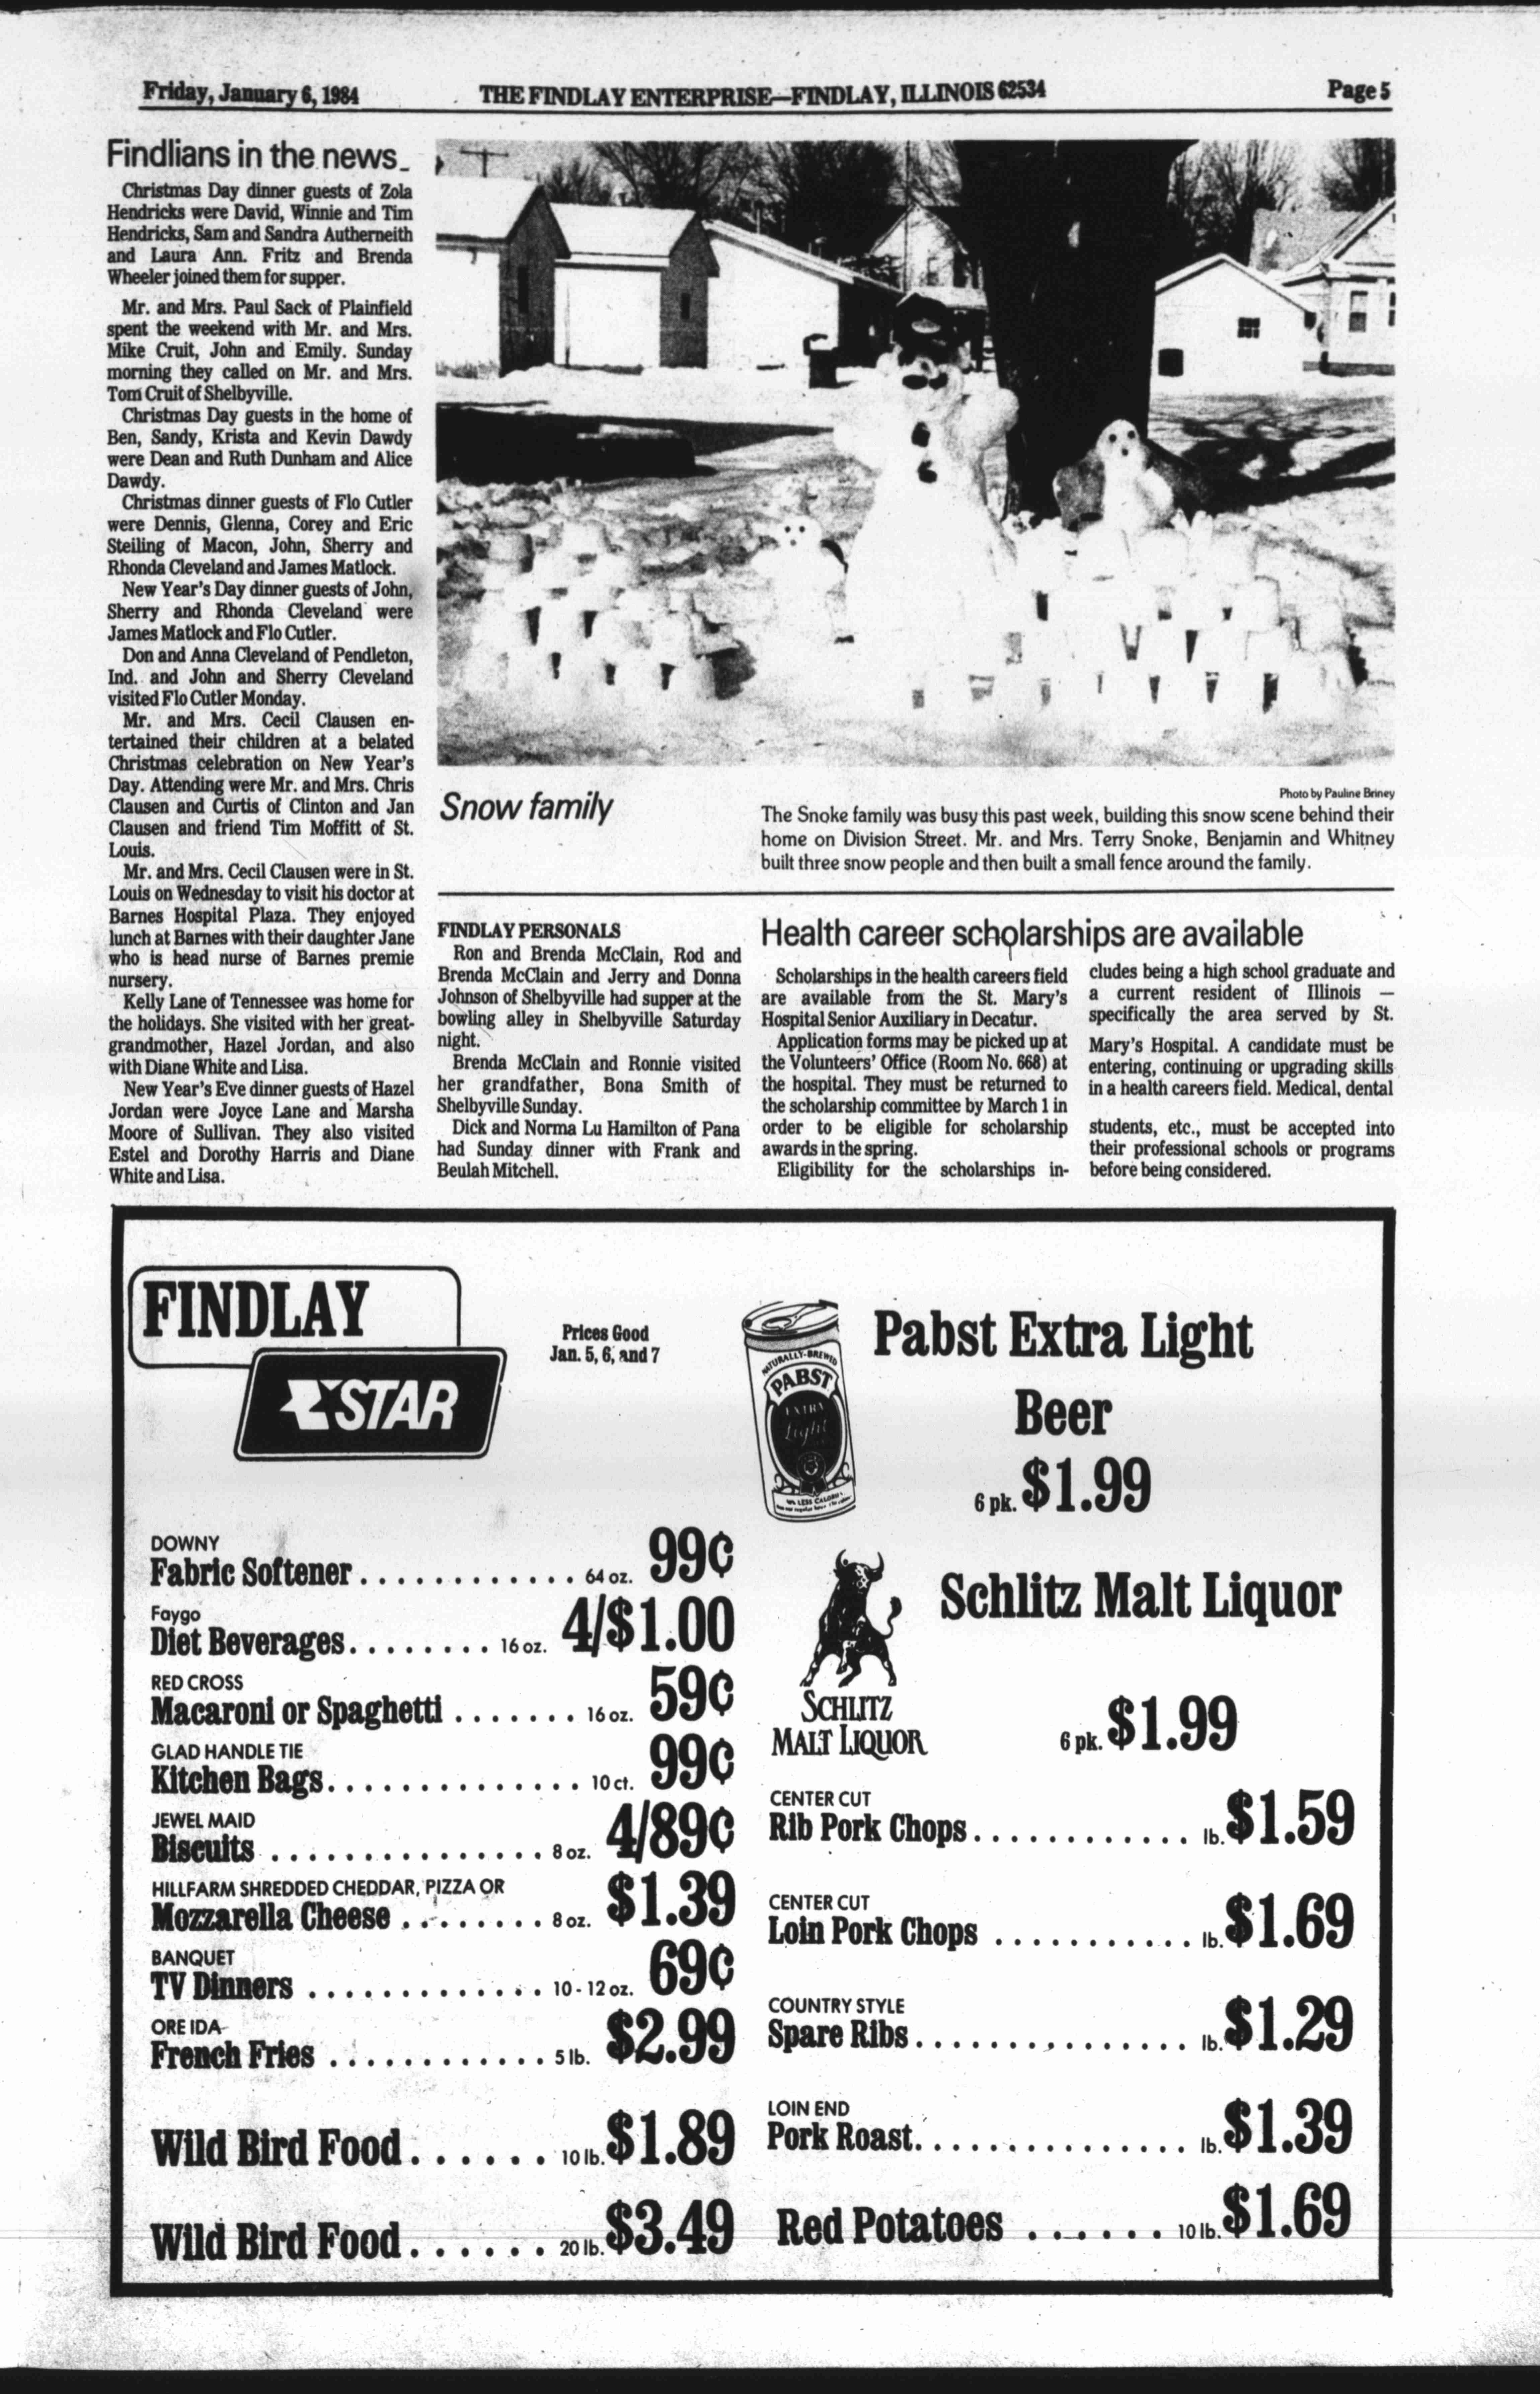 Friday, January 6, 1984
THE FINDLAY ENTERPRISE—FINDLAY, ILLINOIS 62534
Page 5
Findlians in the news
Christmas Day dinner guests of Zola
Hendricks were David, Winnie and Tim
Hendricks, Sam and Sandra Autherneith
and Laura Ann. Fritz and Brenda
Wheeler joined them for supper.
Mr. and Mrs. Paul Sack of Plainfield
spent the weekend with Mr. and Mrs.
Mike Cruit, John and Emily. Sunday
morning they called on Mr. and Mrs.
Tom Cruit of Shelbyville.
Christmas Day guests in the home of
Ben, Sandy, Krista and Kevin Dawdy
were Dean and Ruth Dunham and Alice
Dawdy.
Christmas dinner guests of Flo Cutler
were Dennis, Glenna, Corey and Eric
Steiling of Macon, John, Sherry and
Rhonda Cleveland and James Matlock.
New Year's Day dinner guests of John,
Sherry and Rhonda Cleveland were
James Matlock and Flo Cutler.
Don and Anna Cleveland of Pendleton,
Ind. and John and Sherry Cleveland
visited Flo Cutler Monday.
Mr. and Mrs. Cecil Clausen en-
tertained their children at a belated
Christmas celebration on New Year's
Day. Attending were Mr. and Mrs. Chris
Clausen and Curtis of Clinton and Jan
Clausen and friend Tim Moffitt of St.
Louis.
Mr. and Mrs. Cecil Clausen were in St.
Louis on Wednesday to visit his doctor at
Barnes Hospital Plaza. They enjoyed
lunch at Barnes with their daughter Jane
who is head nurse of Barnes premie
nursery.
Kelly Lane of Tennessee was home for
the holidays. She visited with her great-
grandmother, Hazel Jordan, and also
with Diane White and Lisa.
New Year's Eve dinner guests of Hazel
Jordan were Joyce Lane and Marsha
Moore of Sullivan. They also visited
Estel and Dorothy Harris and Diane
White and Lisa.
Photo by Pauline Briney
Snow family
The Snoke family was busy this past week, building this snow scene behind their
home on Division Street. Mr. and Mrs. Terry Snoke, Benjamin and Whitney
built three snow people and then built a small fence around the family.
FINDLAY PERSONALS
Ron and Brenda McClain, Rod and
Brenda McClain and Jerry and Donna
Johnson of Shelbyville had supper at the
bowling alley in Shelbyville Saturday
night.
Brenda McClain and Ronnie visited
her grandfather, Bona Smith of
Shelbyville Sunday.
Dick and Norma Lu Hamilton of Pana
had Sunday dinner with Frank and
Beulah Mitchell.
Health career scholarships are available
Scholarships in the health careers field
are available from the St. Mary's
Hospital Senior Auxiliary in Decatur.
Application forms may be picked up at
the Volunteers' Office (Room No. 668) at
the hospital. They must be returned to
the scholarship committee by March 1 in
order to be eligible for scholarship
awards in the spring.
Eligibility for the scholarships in-
cludes being a high school graduate and
a current resident of Illinois —
specifically the area served by St.
Mary's Hospital. A candidate must be
entering, continuing or upgrading skills
in a health careers field. Medical, dental
students, etc., must be accepted into
their professional schools or programs
before being considered.
FINDLAY
STAR
Prices Good
Jan. 5, 6, and 7
DOWNY
Fabric Softener . . . . . . . . . . . . 64 oz. 99¢
Faygo
Diet Beverages . . . . . . . . 16 oz. 4/$1.00
RED CROSS
Macaroni or Spaghetti . . . . . . . 16 oz. 59¢
GLAD HANDLE TIE
Kitchen Bags . . . . . . . . . . . . . . 10 ct. 99¢
JEWEL MAID
Biscuits . . . . . . . . . . . . . . . 8 oz. 4/89¢
HILLFARM SHREDDED CHEDDAR, PIZZA OR
Mozzarella Cheese . . . . . . . . 8 oz. $1.39
BANQUET
TV Dinners . . . . . . . . . . . . . 10 - 12 oz. 69¢
ORE IDA
French Fries . . . . . . . . . . . . 5 lb. $2.99
Wild Bird Food . . . . . . 10 lb. $1.89
Wild Bird Food . . . . . . 20 lb. $3.49
NATURALLY-BREWED
PABST
EXTRA
Light
Pabst Extra Light
Beer
6 pk. $1.99
Schlitz Malt Liquor
SCHLITZ
MALT LIQUOR
6 pk. $1.99
CENTER CUT
Rib Pork Chops . . . . . . . . . . . . lb. $1.59
CENTER CUT
Loin Pork Chops . . . . . . . . . . . lb. $1.69
COUNTRY STYLE
Spare Ribs . . . . . . . . . . . . . . . lb. $1.29
LOIN END
Pork Roast . . . . . . . . . . . . . . . lb. $1.39
Red Potatoes . . . . . . 10 lb. $1.69